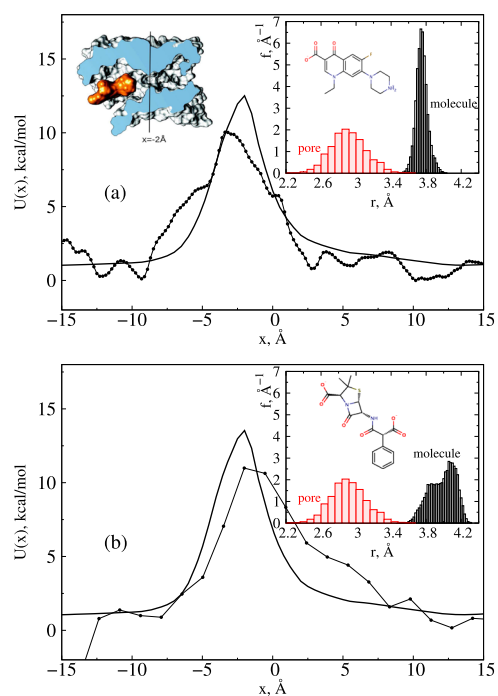 15
10
5
0
U(x), kcal/mol
(a)
x=-2Å
7
6
5
4
3
2
1
0
f, Å⁻¹
O
O
O
F
N
N
NH₂
molecule
pore
2.2 2.6 3 3.4 3.8 4.2
r, Å
-15 -10 -5 0 5 10 15
x, Å
15
10
5
0
U(x), kcal/mol
(b)
7
6
5
4
3
2
1
0
f, Å⁻¹
O
O
S
N
O
NH
O
O
O
molecule
pore
2.2 2.6 3 3.4 3.8 4.2
r, Å
-15 -10 -5 0 5 10 15
x, Å